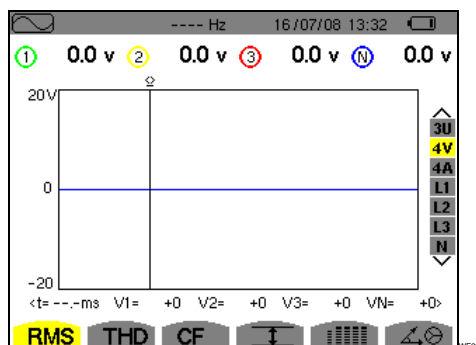 ---- Hz 16/07/08 13:32
1 0.0 v 2 0.0 v 3 0.0 v N 0.0 v
20V
0
-20
3U
4V
4A
L1
L2
L3
N
<t= --.-ms V1= +0 V2= +0 V3= +0 VN= +0>
RMS THD CF